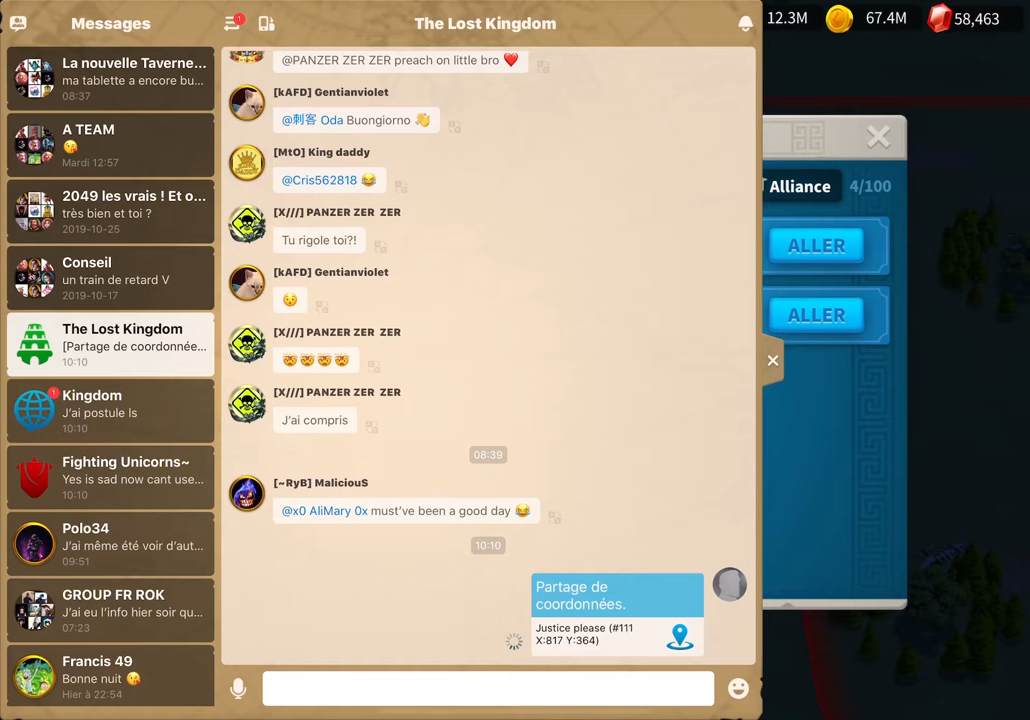 Messages
1
The Lost Kingdom
12.3M
67.4M
58,463
La nouvelle Taverne...
ma tablette a encore bu...
08:37
A TEAM
Mardi 12:57
2049 les vrais ! Et o...
très bien et toi ?
2019-10-25
Conseil
un train de retard V
2019-10-17
The Lost Kingdom
[Partage de coordonnée...
10:10
Kingdom
1
J'ai postule ls
10:10
Fighting Unicorns~
Yes is sad now cant use...
10:10
Polo34
J'ai même été voir d'aut...
09:51
GROUP FR ROK
J'ai eu l'info hier soir qu...
07:23
Francis 49
Bonne nuit 😘
Hier à 22:54
@PANZER ZER ZER preach on little bro ❤️
[kAFD] Gentianviolet
@刺客 Oda Buongiorno 👋
[MtO] King daddy
@Cris562818 😂
[X///] PANZER ZER ZER
Tu rigole toi?!
[kAFD] Gentianviolet
[X///] PANZER ZER ZER
🤯🤯🤯🤯
[X///] PANZER ZER ZER
J'ai compris
08:39
[~RyB] MaliciouS
@x0 AliMary 0x must've been a good day 😂
10:10
Partage de
coordonnées.
Justice please (#111
X:817 Y:364)
Alliance
4/100
ALLER
ALLER